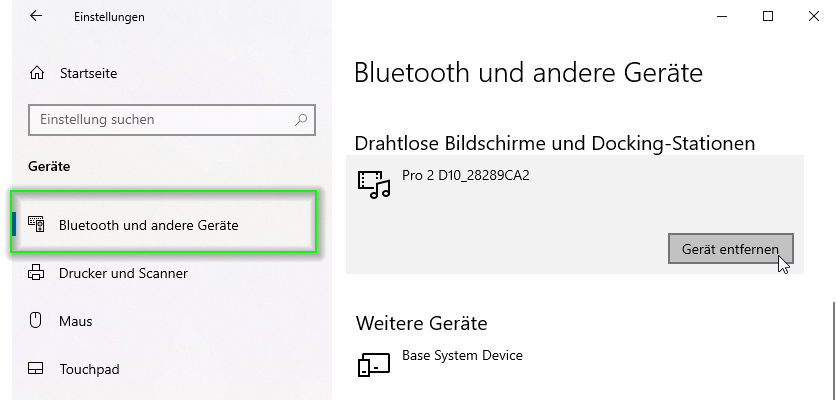 Einstellungen
Startseite
Einstellung suchen
Geräte
Bluetooth und andere Geräte
Drucker und Scanner
Maus
Touchpad
Bluetooth und andere Geräte
Drahtlose Bildschirme und Docking-Stationen
Pro 2 D10_28289CA2
Gerät entfernen
Weitere Geräte
Base System Device